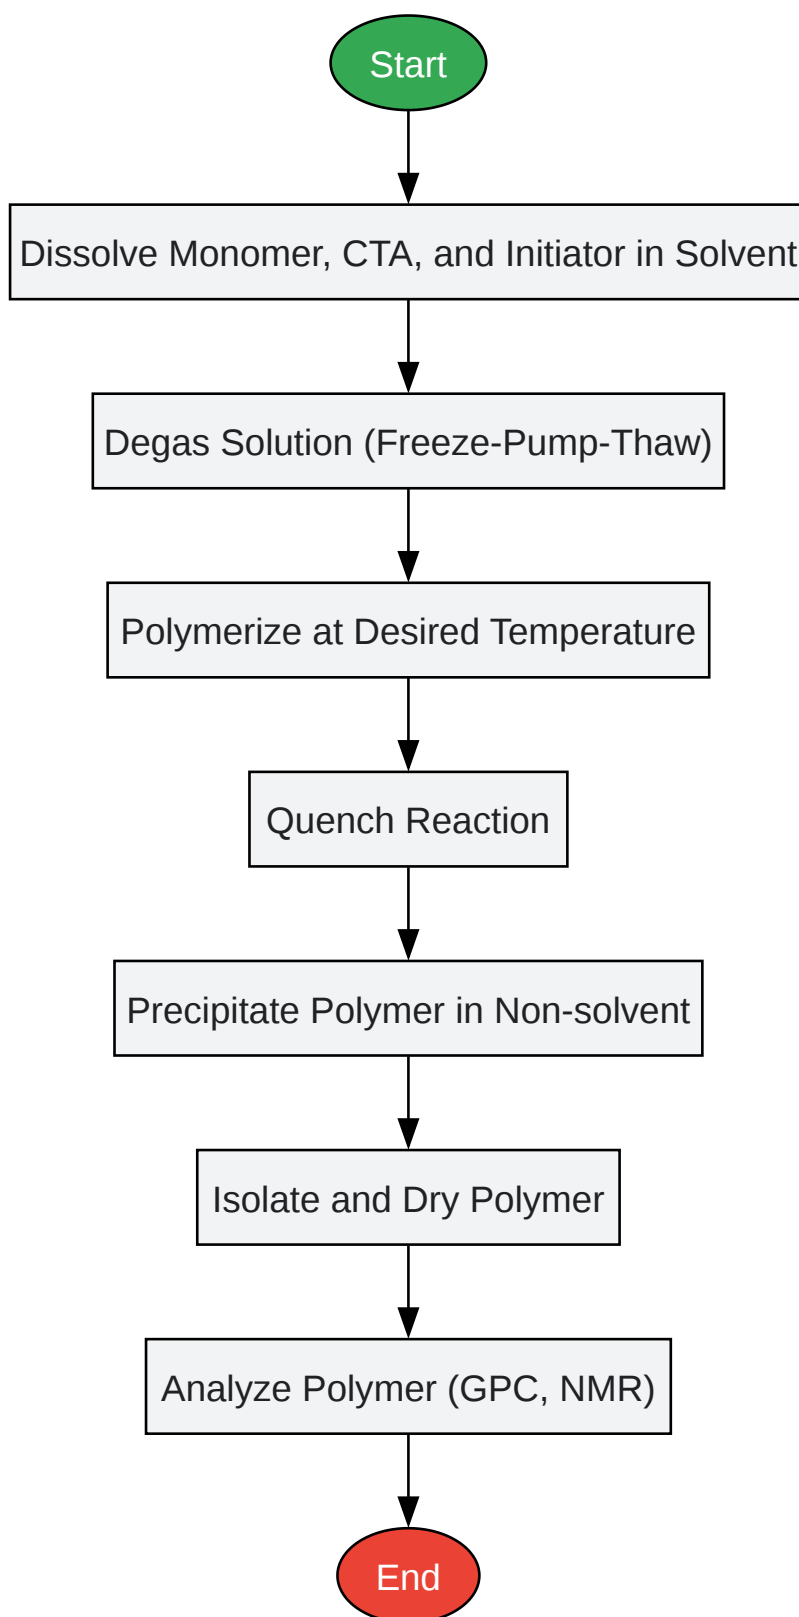 Start
Dissolve Monomer, CTA, and Initiator in Solvent
Degas Solution (Freeze-Pump-Thaw)
Polymerize at Desired Temperature
Quench Reaction
Precipitate Polymer in Non-solvent
Isolate and Dry Polymer
Analyze Polymer (GPC, NMR)
End